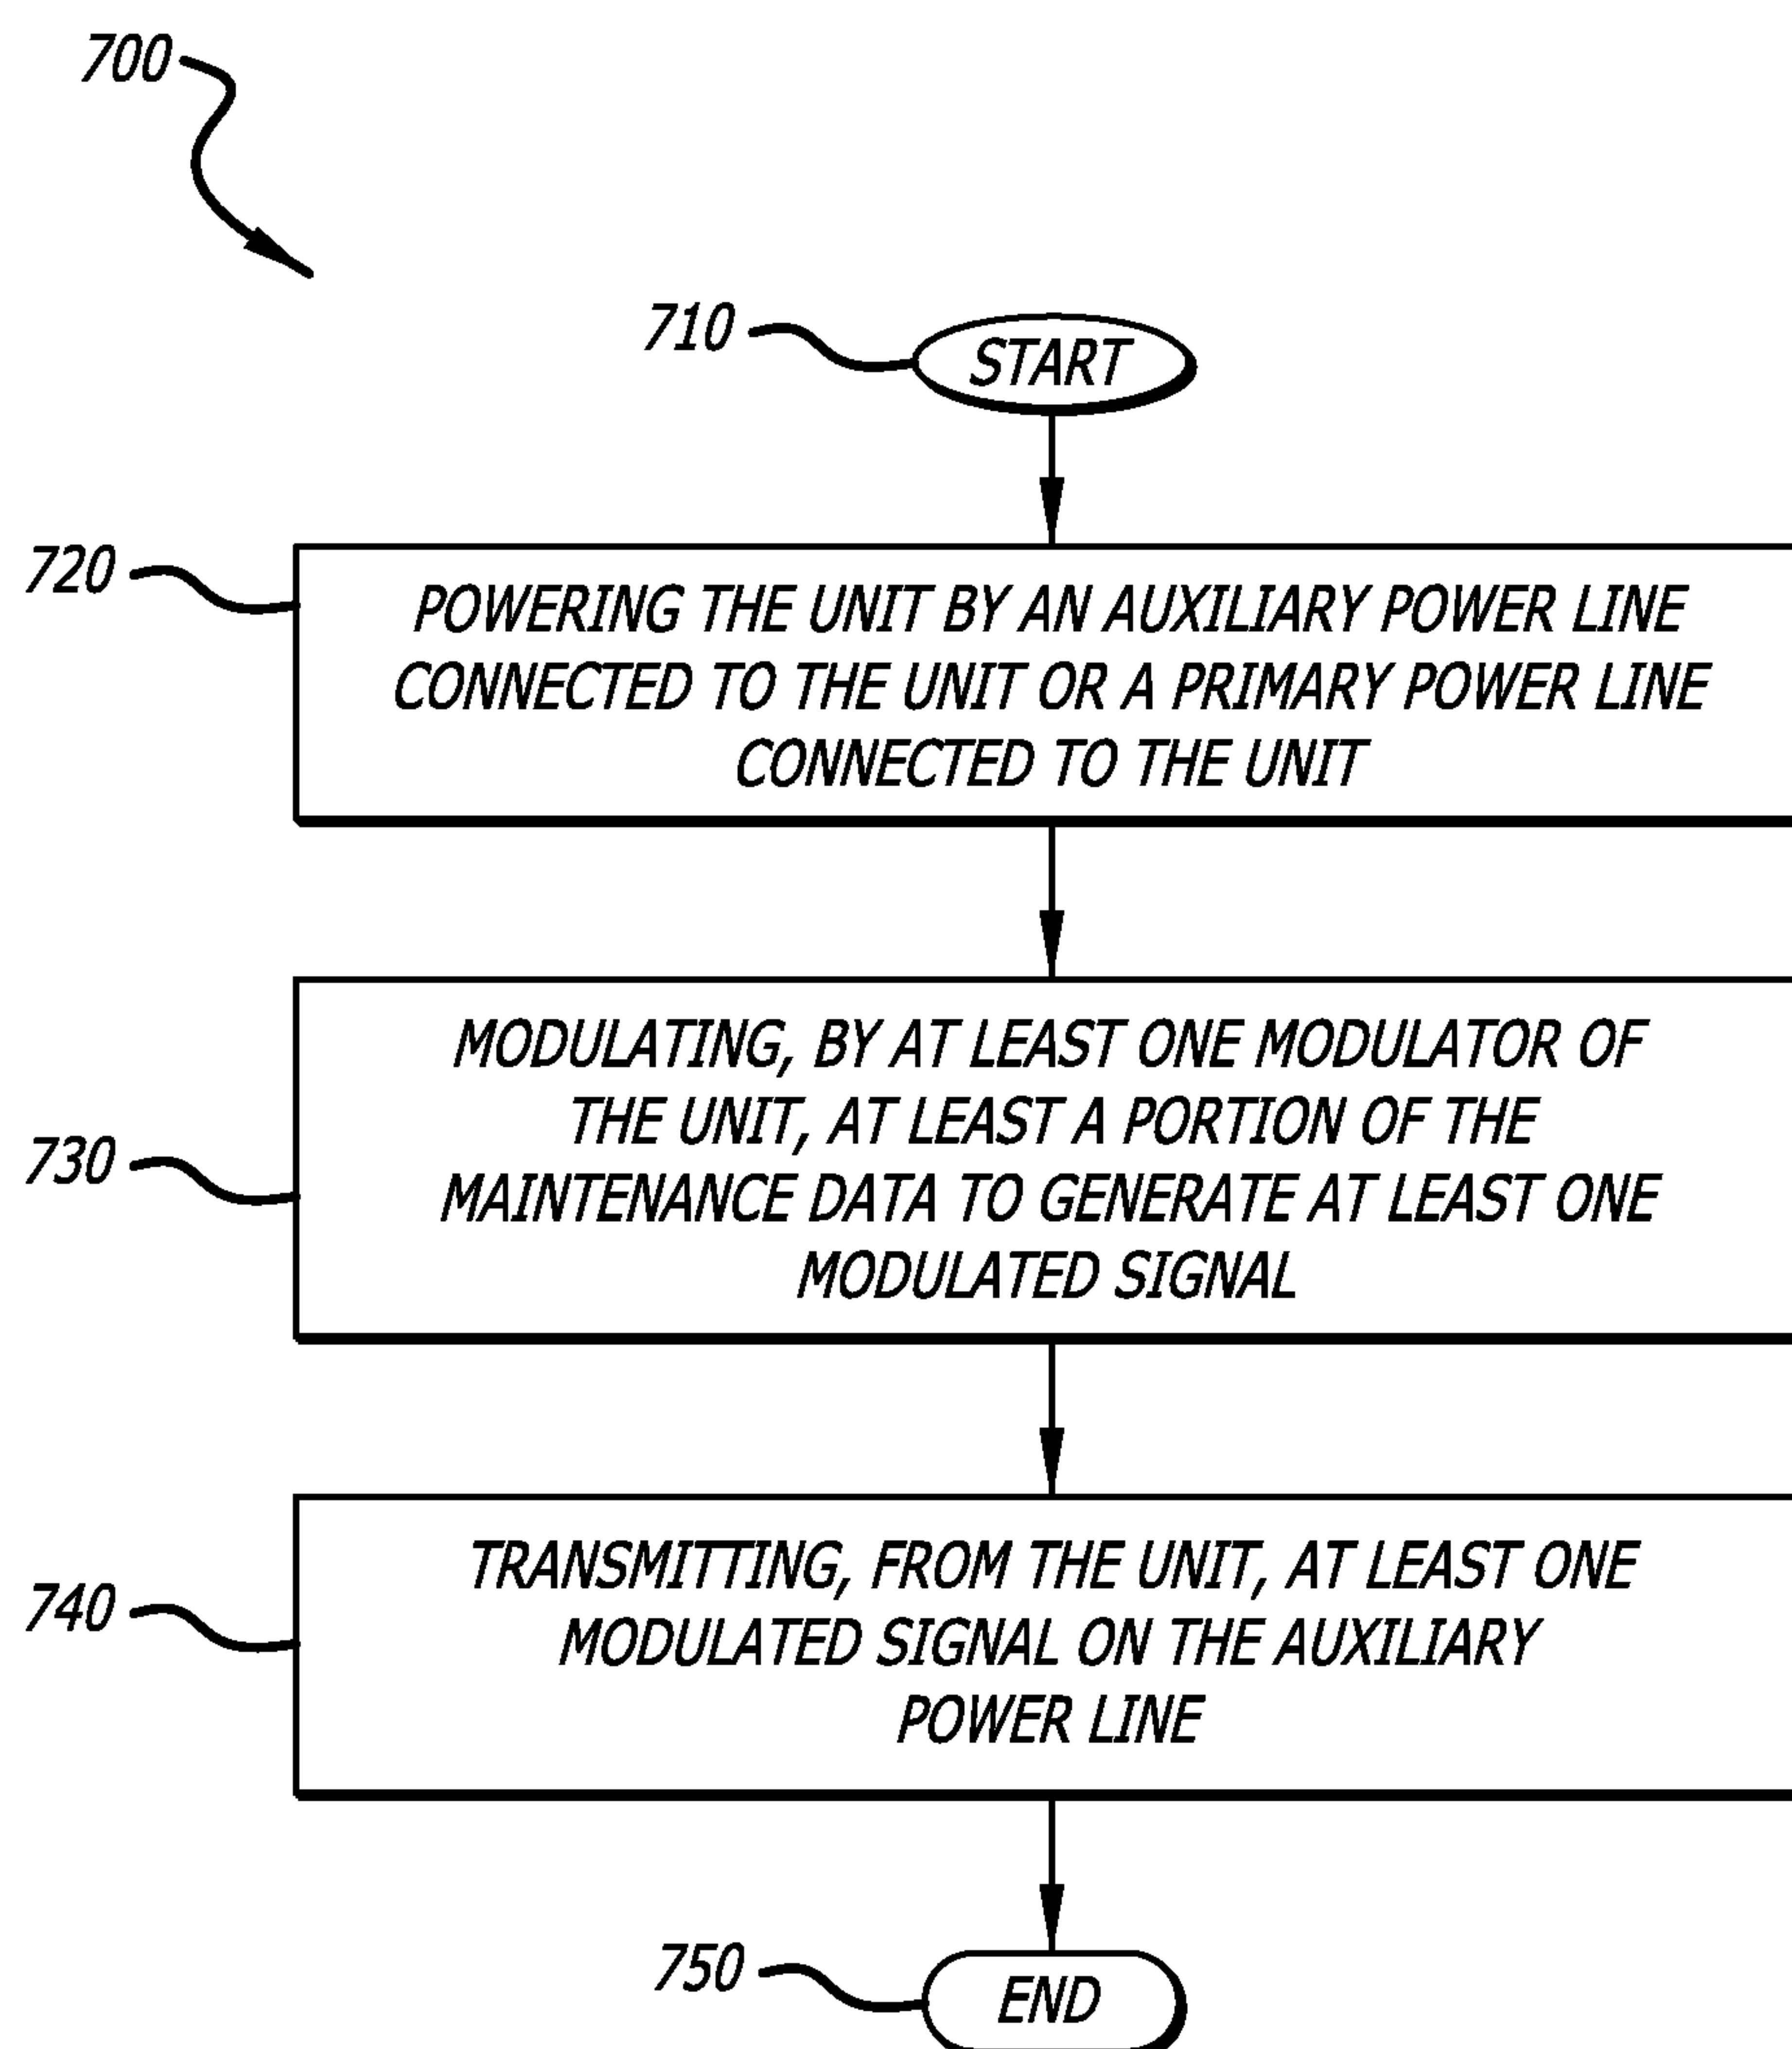 700
710
START
720
POWERING THE UNIT BY AN AUXILIARY POWER LINE
CONNECTED TO THE UNIT OR A PRIMARY POWER LINE
CONNECTED TO THE UNIT
730
MODULATING, BY AT LEAST ONE MODULATOR OF
THE UNIT, AT LEAST A PORTION OF THE
MAINTENANCE DATA TO GENERATE AT LEAST ONE
MODULATED SIGNAL
740
TRANSMITTING, FROM THE UNIT, AT LEAST ONE
MODULATED SIGNAL ON THE AUXILIARY
POWER LINE
750
END